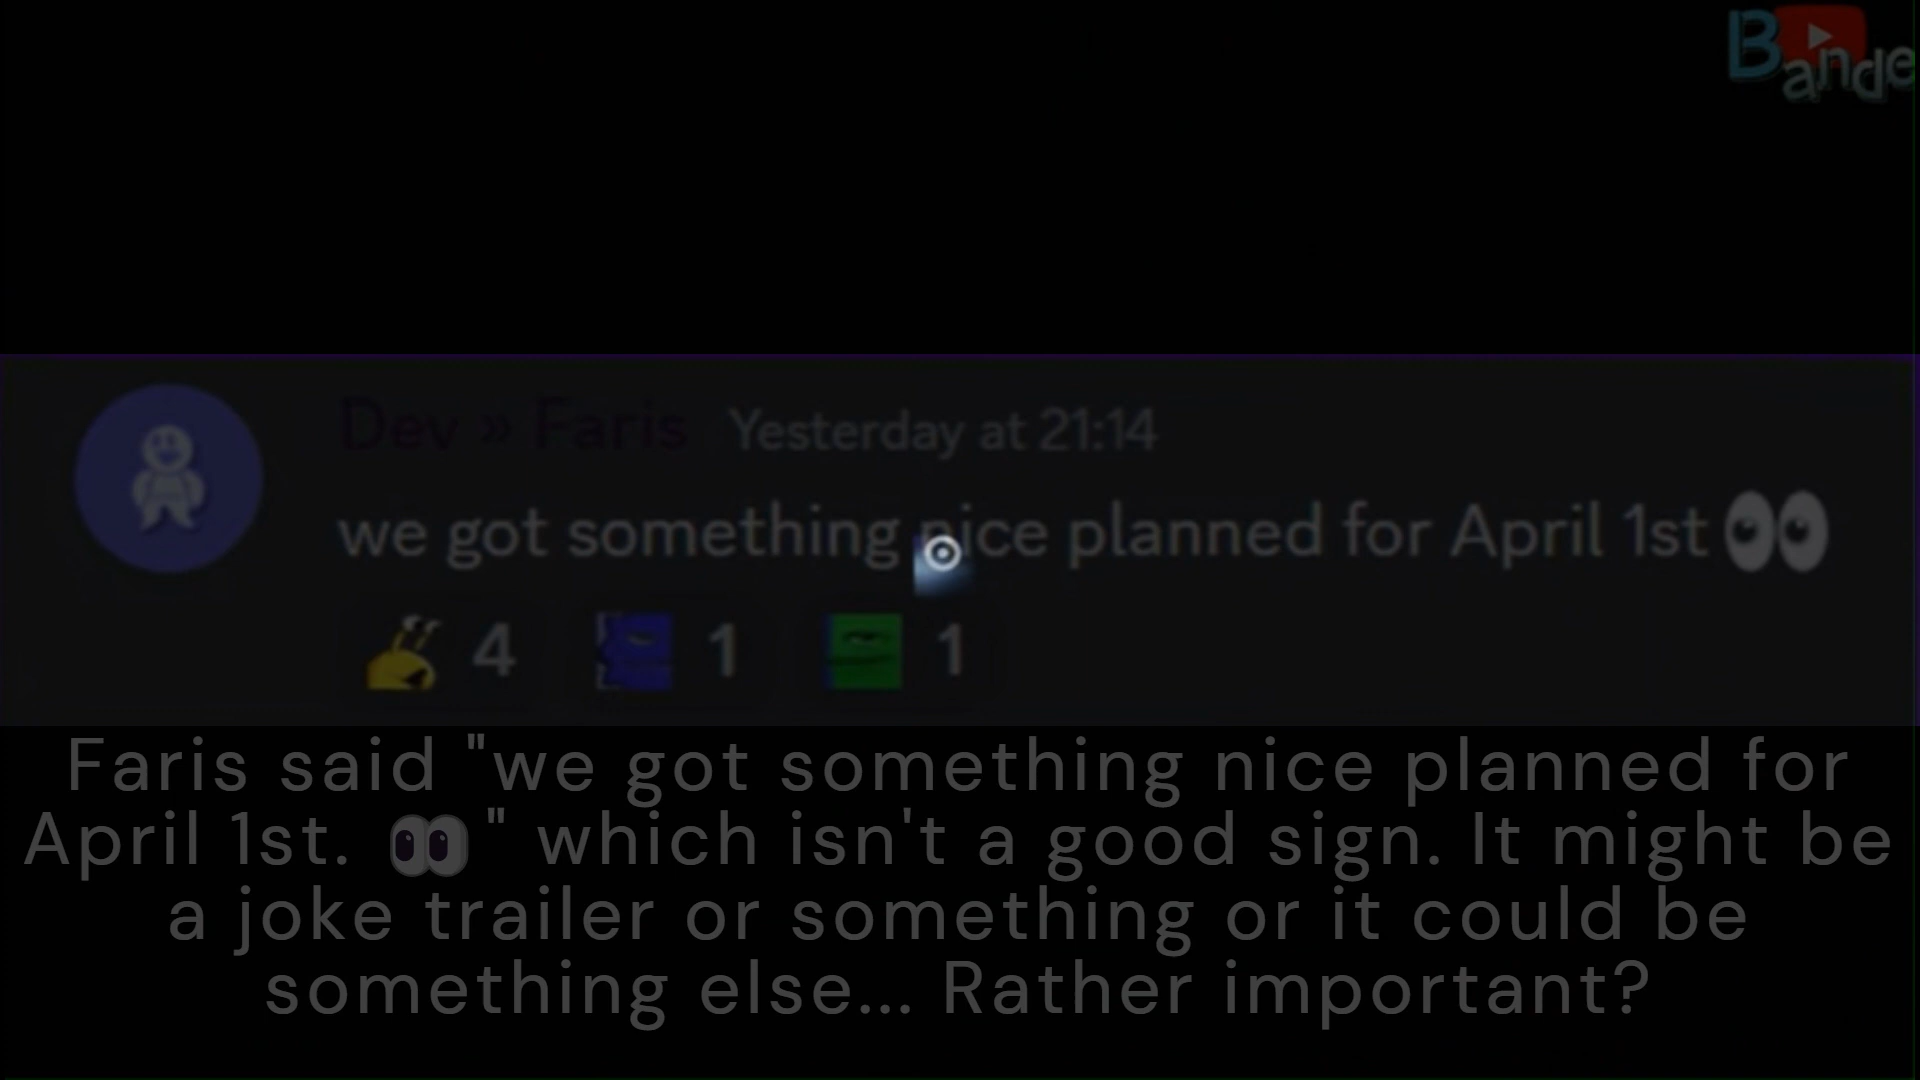 Bande
Dev » Faris Yesterday at 21:14
we got something nice planned for April 1st 👀
4 1 1
Faris said "we got something nice planned for
April 1st. 👀" which isn't a good sign. It might be
a joke trailer or something or it could be
something else... Rather important?